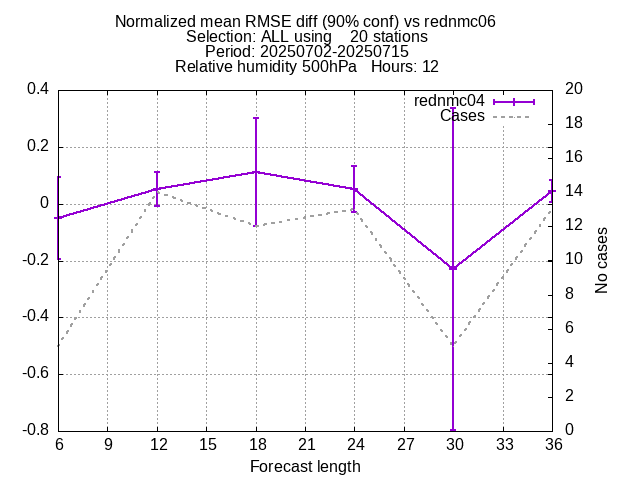 Normalized mean RMSE diff (90% conf) vs rednmc06
Selection: ALL using    20 stations
Period: 20250702-20250715
Relative humidity 500hPa   Hours: 12
rednmc04
Cases
0.4
0.2
0
-0.2
-0.4
-0.6
-0.8
20
18
16
14
12
10
8
6
4
2
0
No cases
6 9 12 15 18 21 24 27 30 33 36
Forecast length